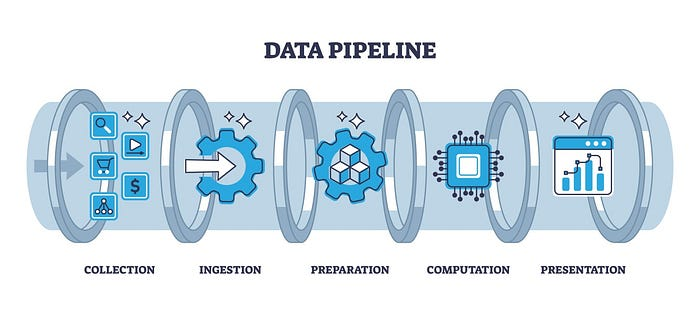 DATA PIPELINE
$
COLLECTION
INGESTION
PREPARATION
COMPUTATION
PRESENTATION